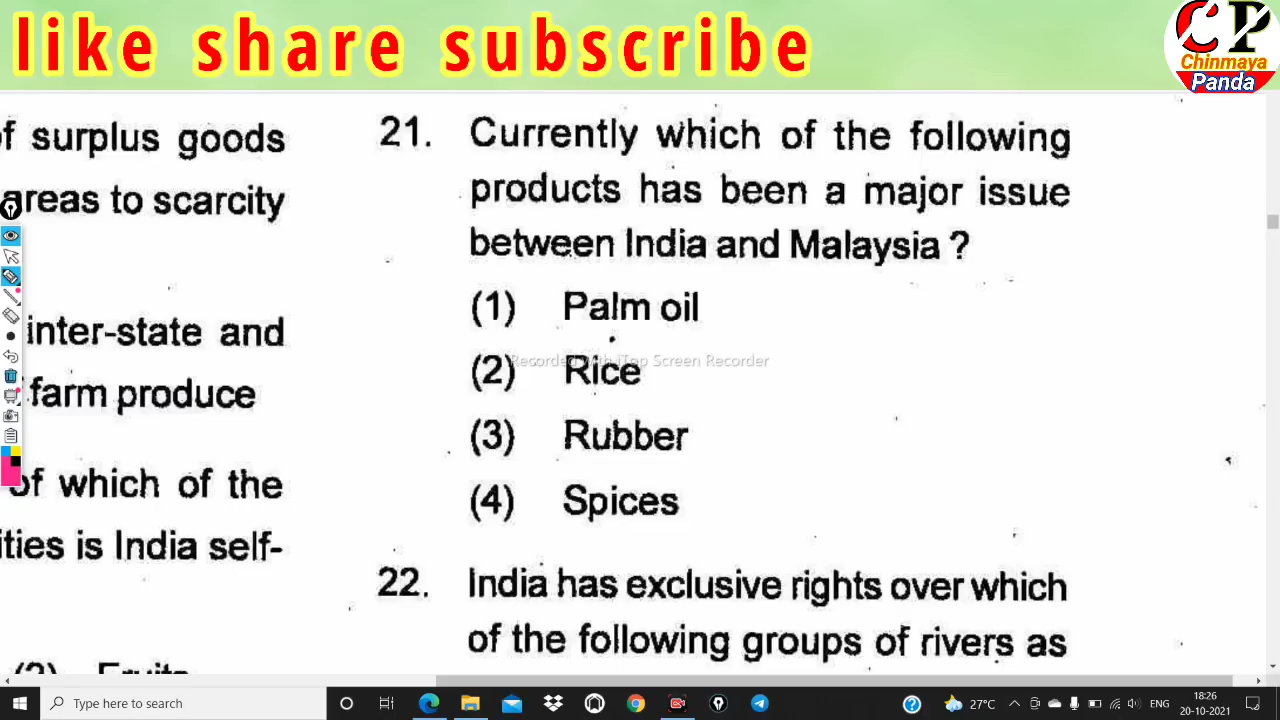 like share subscribe
CP
Chinmaya
Panda
of surplus goods
areas to scarcity
inter-state and
farm produce
of which of the
ities is India self-
Fruits
21. Currently which of the following
products has been a major issue
between India and Malaysia ?
(1) Palm oil
Recorded with iTop Screen Recorder
(2) Rice
(3) Rubber
(4) Spices
22. India has exclusive rights over which
of the following groups of rivers as
Type here to search
27°C
ENG
18:26
20-10-2021